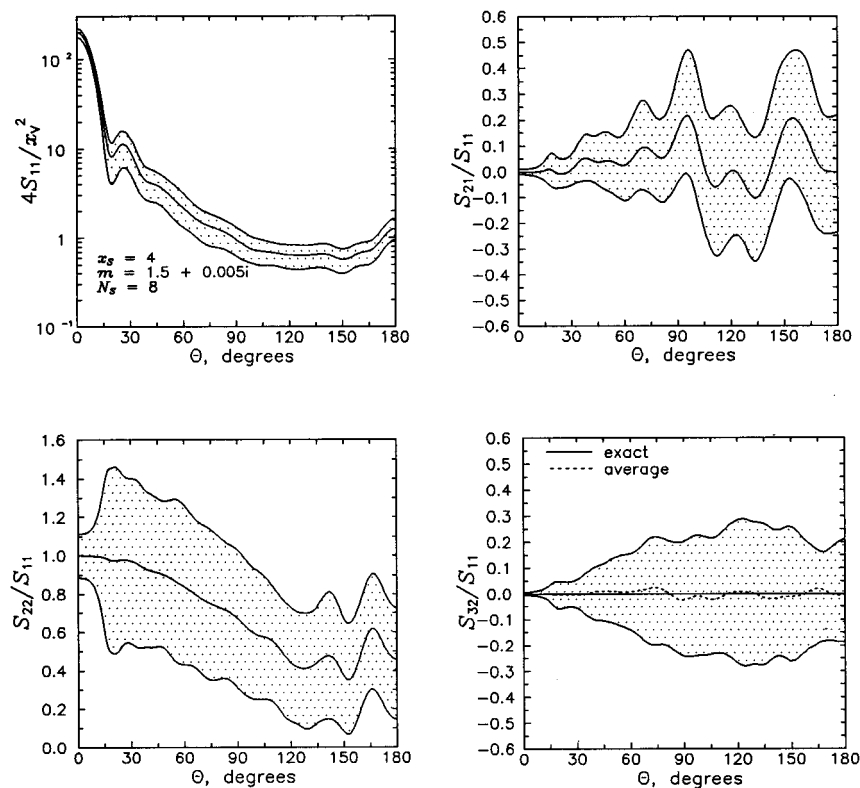 4S₁₁/xᵥ²
10²
10
1
10⁻¹
xₛ = 4
m = 1.5 + 0.005i
Nₛ = 8
0 30 60 90 120 150 180
Θ, degrees
S₂₁/S₁₁
0.6
0.5
0.4
0.3
0.2
0.1
0.0
−0.1
−0.2
−0.3
−0.4
−0.5
−0.6
0 30 60 90 120 150 180
Θ, degrees
S₂₂/S₁₁
1.6
1.4
1.2
1.0
0.8
0.6
0.4
0.2
0.0
0 30 60 90 120 150 180
Θ, degrees
S₃₂/S₁₁
0.6
0.5
0.4
0.3
0.2
0.1
0.0
−0.1
−0.2
−0.3
−0.4
−0.5
−0.6
exact
average
0 30 60 90 120 150 180
Θ, degrees